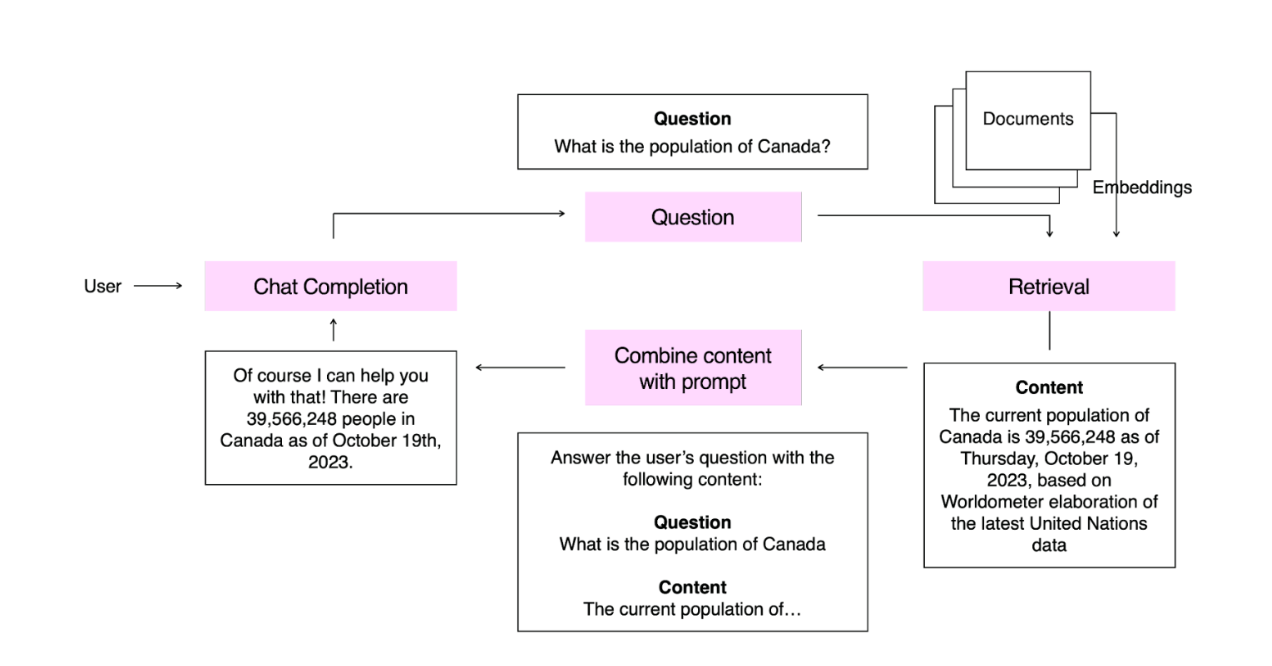 Question
What is the population of Canada?
Documents
Embeddings
Question
User
Chat Completion
Retrieval
Of course I can help you
with that! There are
39,566,248 people in
Canada as of October 19th,
2023.
Combine content
with prompt
Content
The current population of
Canada is 39,566,248 as of
Thursday, October 19,
2023, based on
Worldometer elaboration of
the latest United Nations
data
Answer the user’s question with the
following content:
Question
What is the population of Canada
Content
The current population of…